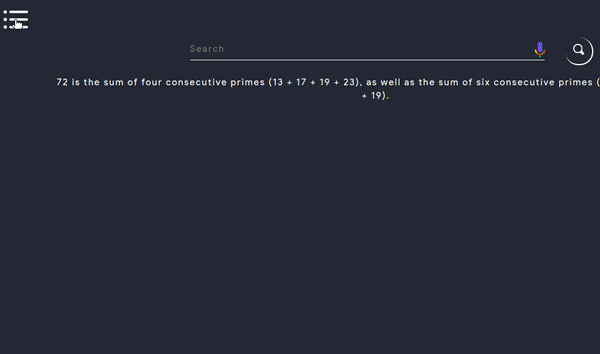 Search
72 is the sum of four consecutive primes (13 + 17 + 19 + 23), as well as the sum of six consecutive primes (
+ 19).